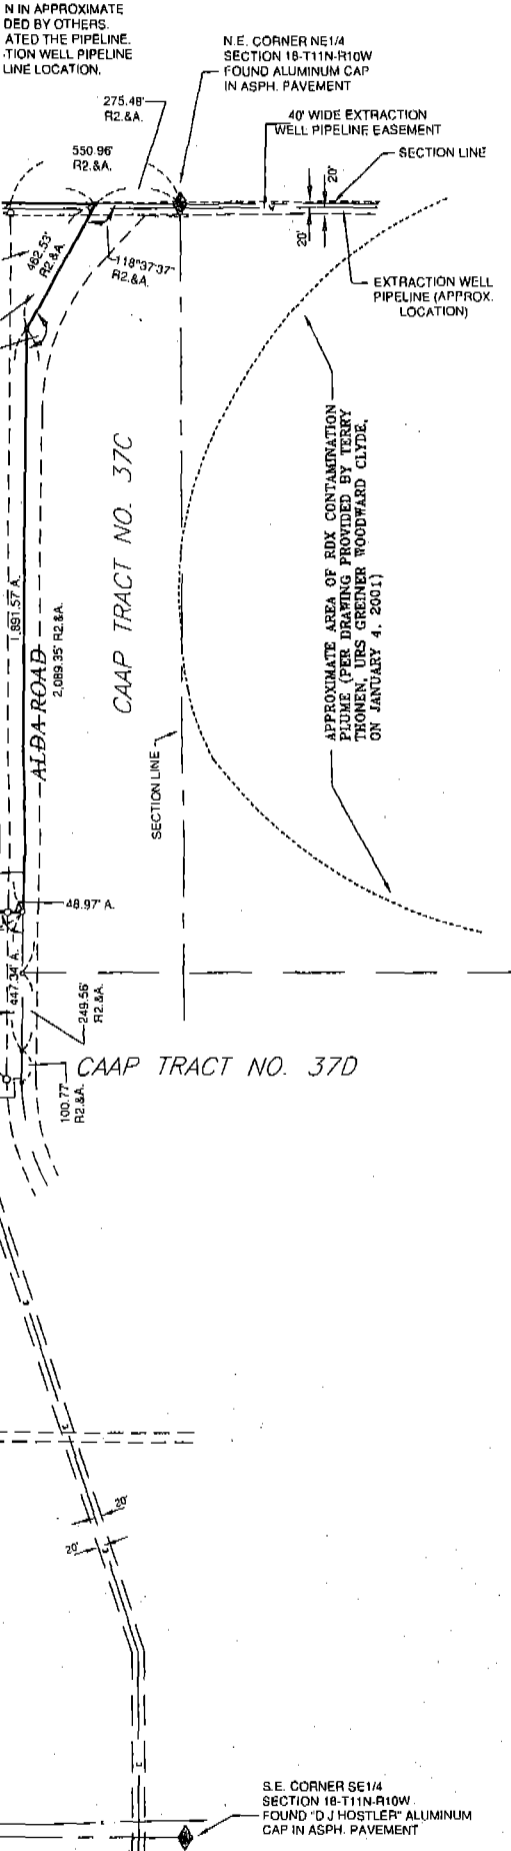 N IN APPROXIMATE
DED BY OTHERS.
ATED THE PIPELINE.
TION WELL PIPELINE
LINE LOCATION.
N.E. CORNER NE1/4
SECTION 18-T11N-R10W
FOUND ALUMINUM CAP
IN ASPH. PAVEMENT
275.48'
R2.&A.
40' WIDE EXTRACTION
WELL PIPELINE EASEMENT
550.96'
R2.&A.
SECTION LINE
20'
20'
462.53'
R2.&A.
118°37'37"
R2.&A.
EXTRACTION WELL
PIPELINE (APPROX.
LOCATION)
APPROXIMATE AREA OF RDX CONTAMINATION
PLUME (PER DRAWING PROVIDED BY TERRY
THONEN, URS GREINER WOODWARD CLYDE,
ON JANUARY 4, 2001)
CAAP TRACT NO. 37C
1,891.57' A.
ALDA ROAD
2,089.35' R2.&A.
SECTION LINE
48.97' A.
447.34' A.
249.56'
R2.&A.
CAAP TRACT NO. 37D
100.77'
R2.&A.
20'
20'
S.E. CORNER SE1/4
SECTION 18-T11N-R10W
FOUND "D J HOSTLER" ALUMINUM
CAP IN ASPH. PAVEMENT